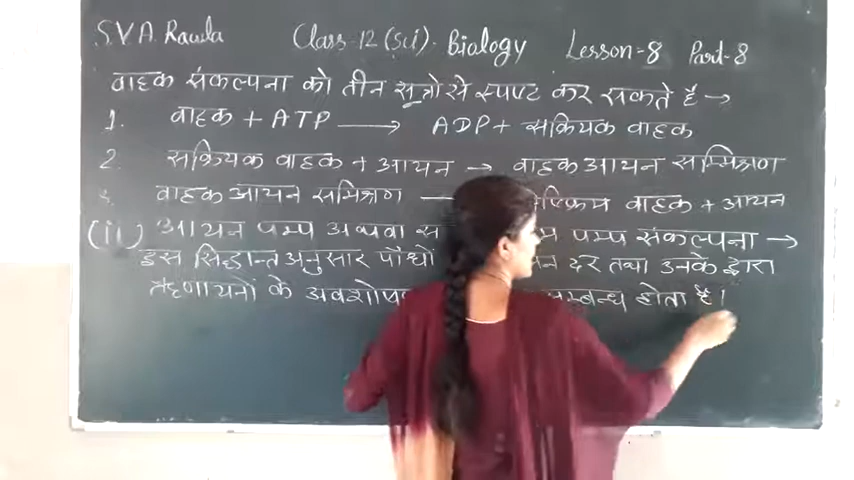 S.V.A. Rawla Class-12 (Sci). Biology Lesson-8 Part-8
वाहक संकल्पना को तीन सूत्रो से स्पष्ट कर सकते है →
1. वाहक + ATP → ADP + सक्रियक वाहक
2. सक्रियक वाहक + आयन → वाहक आयन सम्मिश्रण
वाहक आयन समिश्रण — वाहक + आयन
(ii) आयन पम्प अथवा पम्प संकल्पना →
इस सिद्धान्त अनुसार पौधों दर तथा उनके द्वारा
ऋणायनों के होता है।